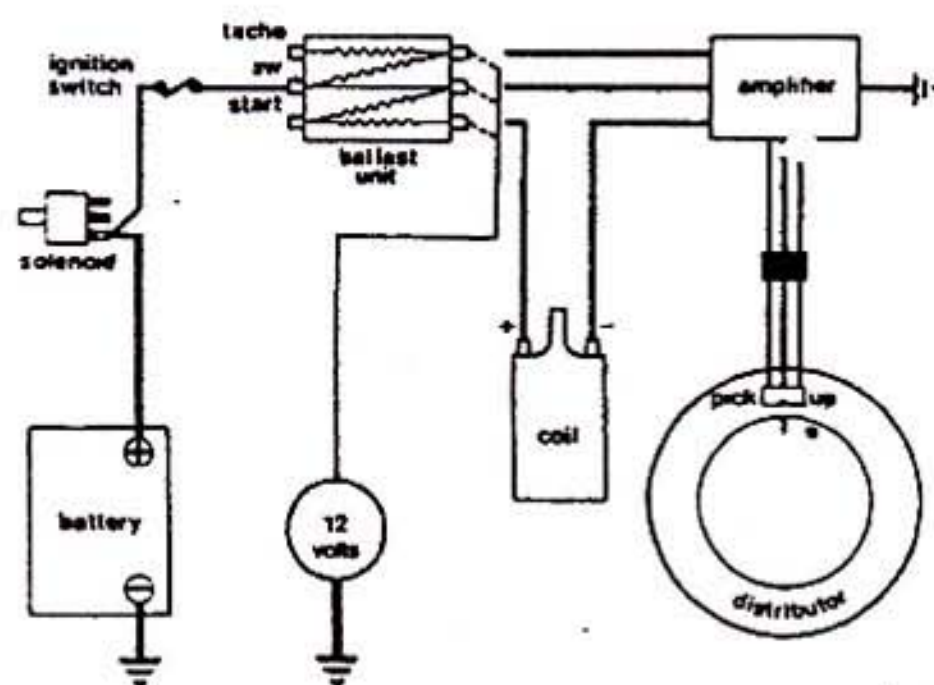 tacho
ignition
switch
sw
start
ballast
unit
amplifier
solenoid
+
-
pick up
coil
battery
12
volts
distributor